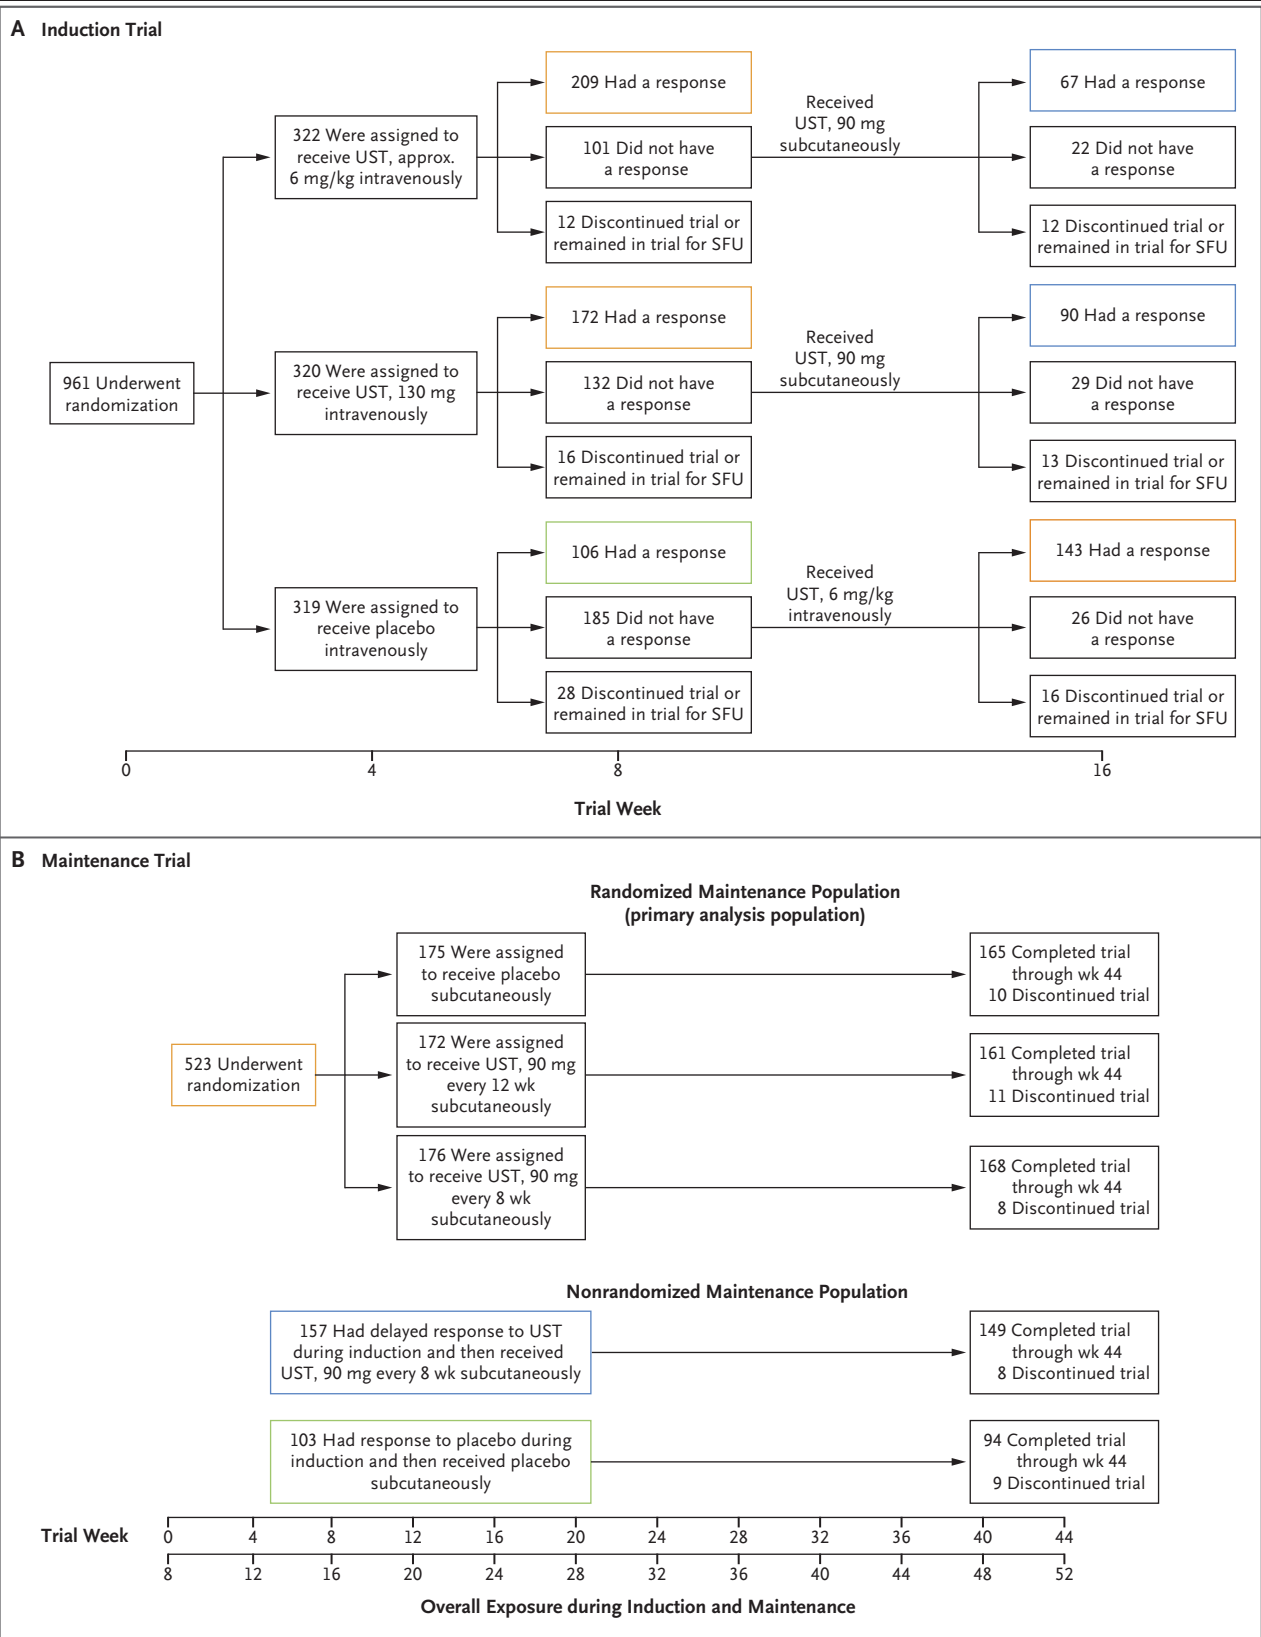 A Induction Trial
961 Underwent
randomization
322 Were assigned to
receive UST, approx.
6 mg/kg intravenously
209 Had a response
101 Did not have
a response
12 Discontinued trial or
remained in trial for SFU
Received
UST, 90 mg
subcutaneously
67 Had a response
22 Did not have
a response
12 Discontinued trial or
remained in trial for SFU
320 Were assigned to
receive UST, 130 mg
intravenously
172 Had a response
132 Did not have
a response
16 Discontinued trial or
remained in trial for SFU
Received
UST, 90 mg
subcutaneously
90 Had a response
29 Did not have
a response
13 Discontinued trial or
remained in trial for SFU
319 Were assigned to
receive placebo
intravenously
106 Had a response
185 Did not have
a response
28 Discontinued trial or
remained in trial for SFU
Received
UST, 6 mg/kg
intravenously
143 Had a response
26 Did not have
a response
16 Discontinued trial or
remained in trial for SFU
0 4 8 16
Trial Week
B Maintenance Trial
Randomized Maintenance Population
(primary analysis population)
523 Underwent
randomization
175 Were assigned
to receive placebo
subcutaneously
165 Completed trial
through wk 44
10 Discontinued trial
172 Were assigned
to receive UST, 90 mg
every 12 wk
subcutaneously
161 Completed trial
through wk 44
11 Discontinued trial
176 Were assigned
to receive UST, 90 mg
every 8 wk
subcutaneously
168 Completed trial
through wk 44
8 Discontinued trial
Nonrandomized Maintenance Population
157 Had delayed response to UST
during induction and then received
UST, 90 mg every 8 wk subcutaneously
149 Completed trial
through wk 44
8 Discontinued trial
103 Had response to placebo during
induction and then received placebo
subcutaneously
94 Completed trial
through wk 44
9 Discontinued trial
Trial Week 0 4 8 12 16 20 24 28 32 36 40 44
8 12 16 20 24 28 32 36 40 44 48 52
Overall Exposure during Induction and Maintenance